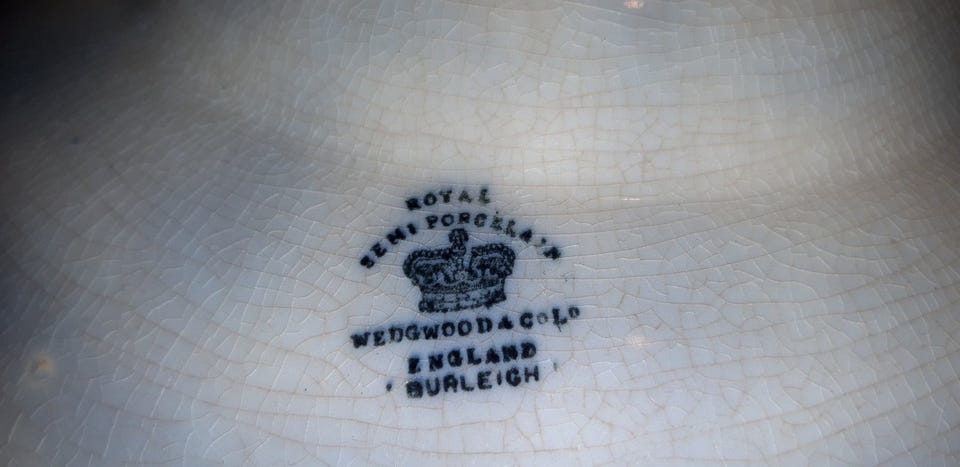 ROYAL
SEMI PORCELAIN
WEDGWOOD & Co LD
ENGLAND
BURLEIGH